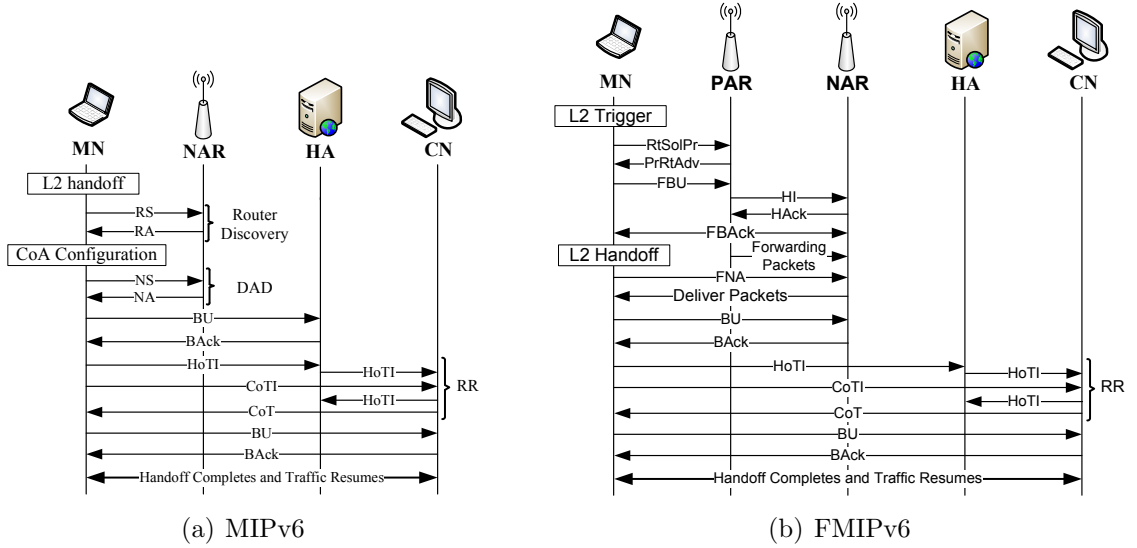 MN
NAR
HA
CN
L2 handoff
RS
RA
Router
Discovery
CoA Configuration
NS
NA
DAD
BU
BAck
HoTI
HoTI
CoTI
HoTI
CoT
RR
BU
BAck
Handoff Completes and Traffic Resumes
(a) MIPv6
MN
PAR
NAR
HA
CN
L2 Trigger
RtSolPr
PrRtAdv
FBU
HI
HAck
FBAck
L2 Handoff
Forwarding
Packets
FNA
Deliver Packets
BU
BAck
HoTI
HoTI
CoTI
HoTI
CoT
RR
BU
BAck
Handoff Completes and Traffic Resumes
(b) FMIPv6